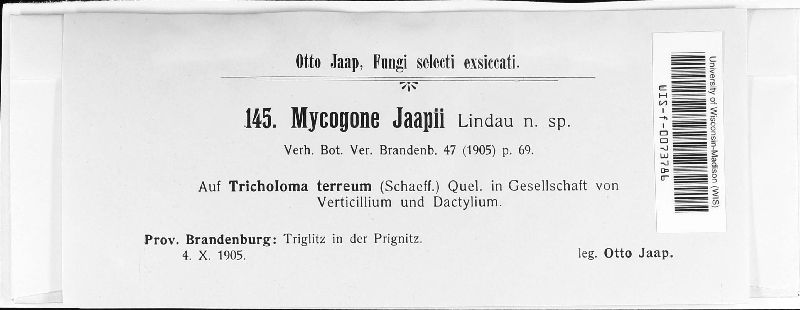 Otto Jaap, Fungi selecti exsiccati.
145. Mycogone Jaapii Lindau n. sp.
Verh. Bot. Ver. Brandenb. 47 (1905) p. 69.
Auf Tricholoma terreum (Schaeff.) Quel. in Gesellschaft von
Verticillium und Dactylium.
Prov. Brandenburg: Triglitz in der Prignitz.
4. X. 1905.
leg. Otto Jaap.
University of Wisconsin-Madison (WIS)
WIS-f-0073786